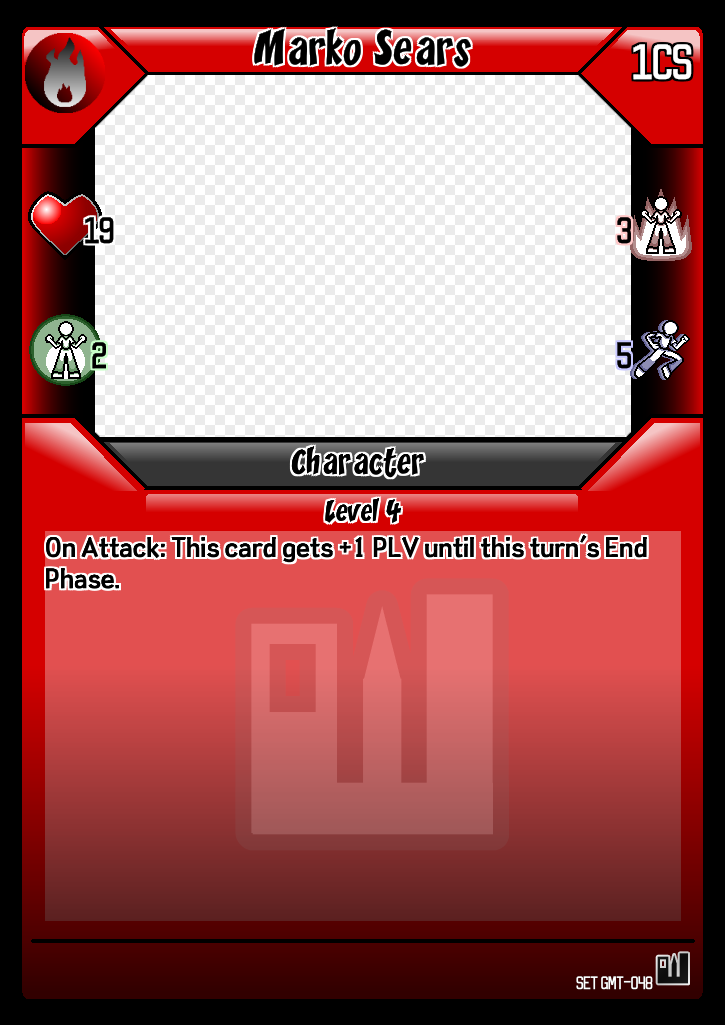 Marko Sears
1CS
19
3
2
5
Character
Level 4
On Attack: This card gets +1 PLV until this turn's End
Phase.
SET GMT-048